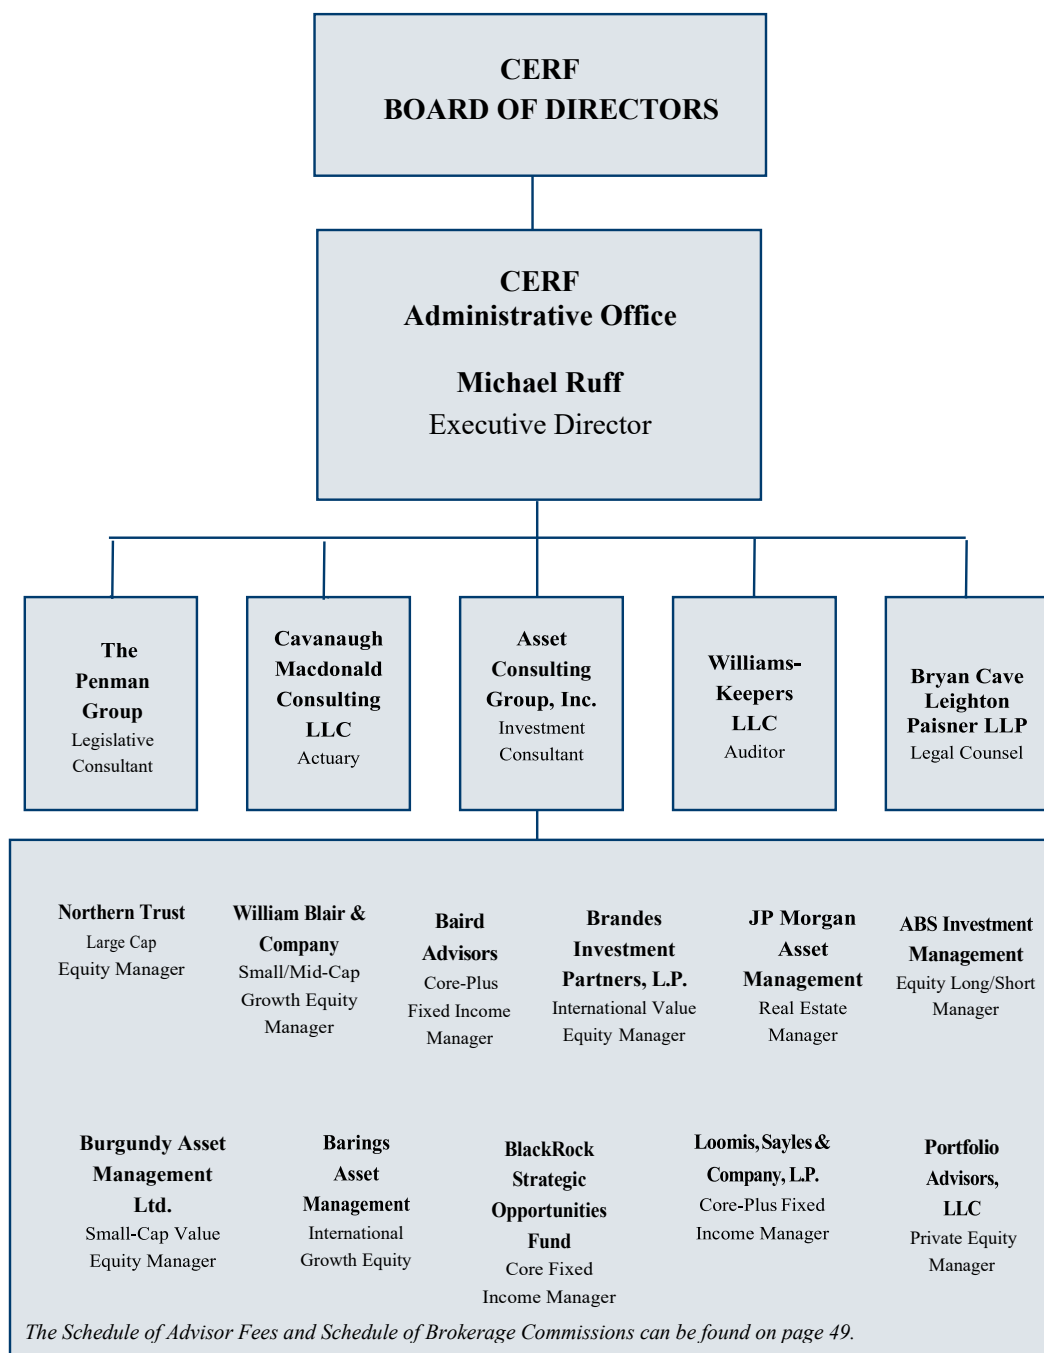 CERF
BOARD OF DIRECTORS
CERF
Administrative Office
Michael Ruff
Executive Director
The
Penman
Group
Legislative
Consultant
Cavanaugh
Macdonald
Consulting
LLC
Actuary
Asset
Consulting
Group, Inc.
Investment
Consultant
Williams-
Keepers
LLC
Auditor
Bryan Cave
Leighton
Paisner LLP
Legal Counsel
Northern Trust
Large Cap
Equity Manager
William Blair &
Company
Small/Mid-Cap
Growth Equity
Manager
Baird
Advisors
Core-Plus
Fixed Income
Manager
Brandes
Investment
Partners, L.P.
International Value
Equity Manager
JP Morgan
Asset
Management
Real Estate
Manager
ABS Investment
Management
Equity Long/Short
Manager
Burgundy Asset
Management
Ltd.
Small-Cap Value
Equity Manager
Barings
Asset
Management
International
Growth Equity
BlackRock
Strategic
Opportunities
Fund
Core Fixed
Income Manager
Loomis, Sayles &
Company, L.P.
Core-Plus Fixed
Income Manager
Portfolio
Advisors,
LLC
Private Equity
Manager
The Schedule of Advisor Fees and Schedule of Brokerage Commissions can be found on page 49.